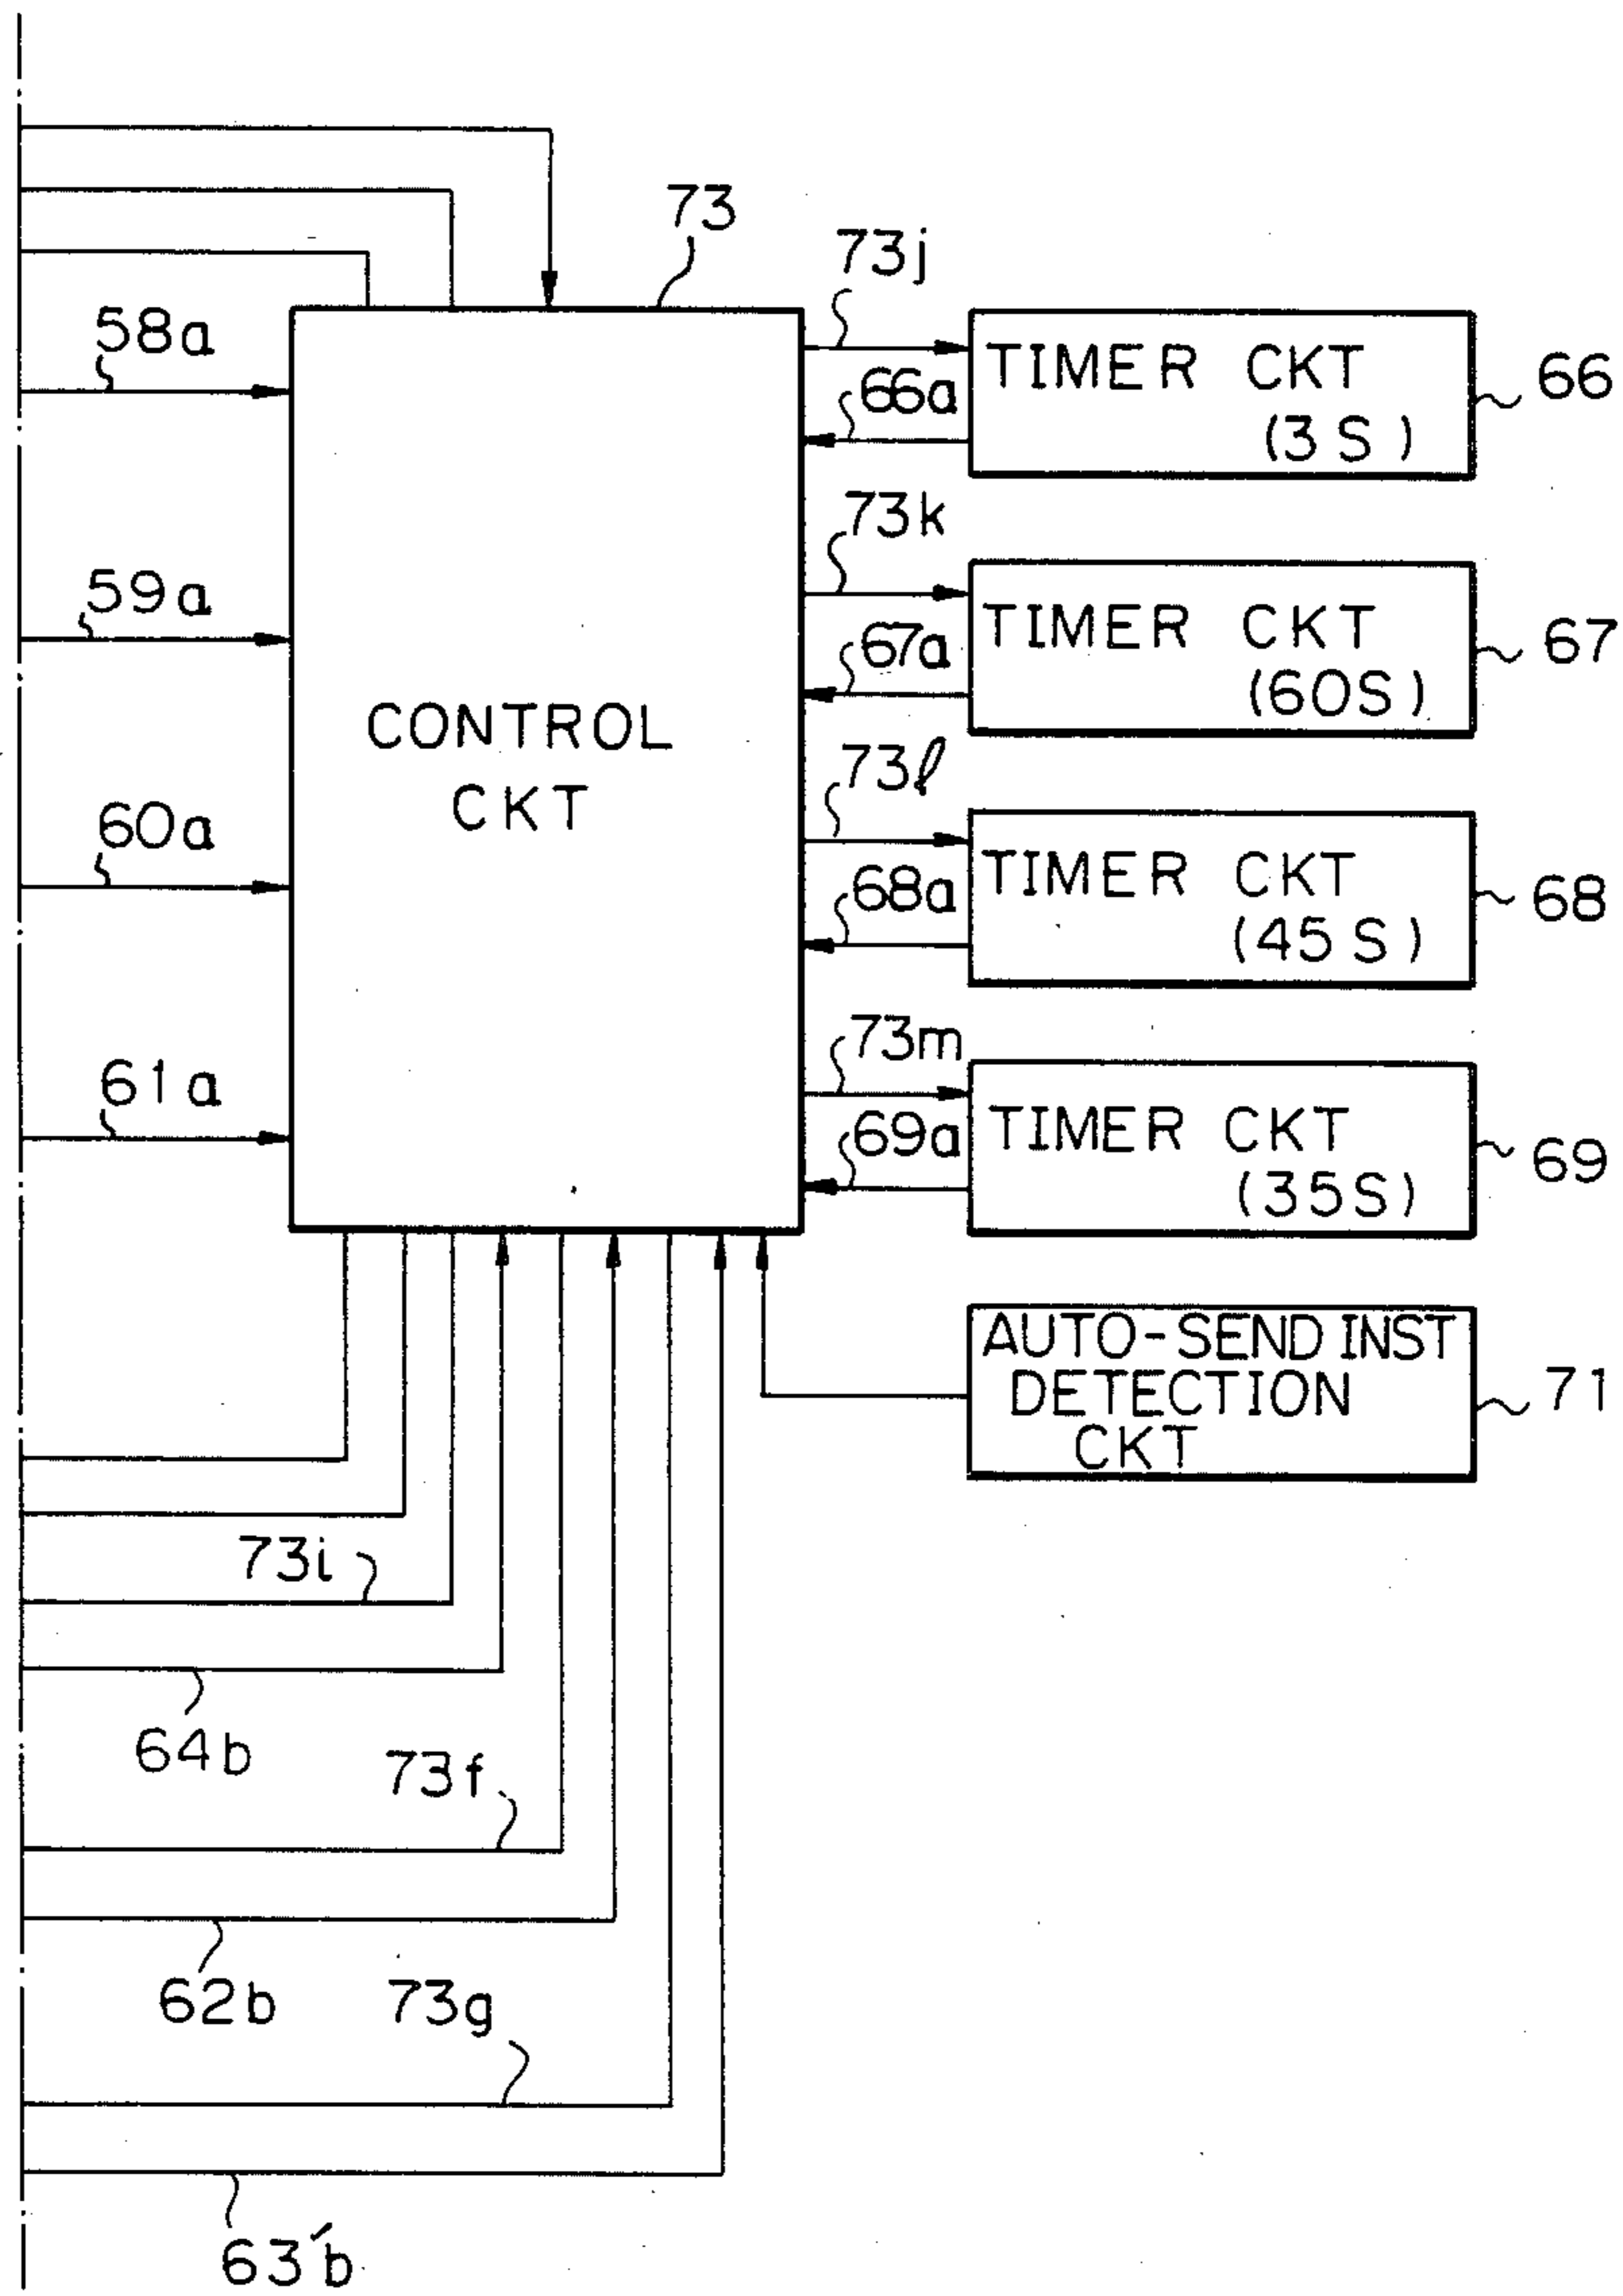 73
73j
58a
TIMER CKT
(3S)
66
66a
73k
59a
TIMER CKT
(60S)
67
67a
CONTROL
CKT
73ℓ
60a
TIMER CKT
(45S)
68
68a
73m
61a
TIMER CKT
(35S)
69
69a
AUTO-SEND INST
DETECTION
CKT
71
73i
64b
73f
62b
73g
63′b